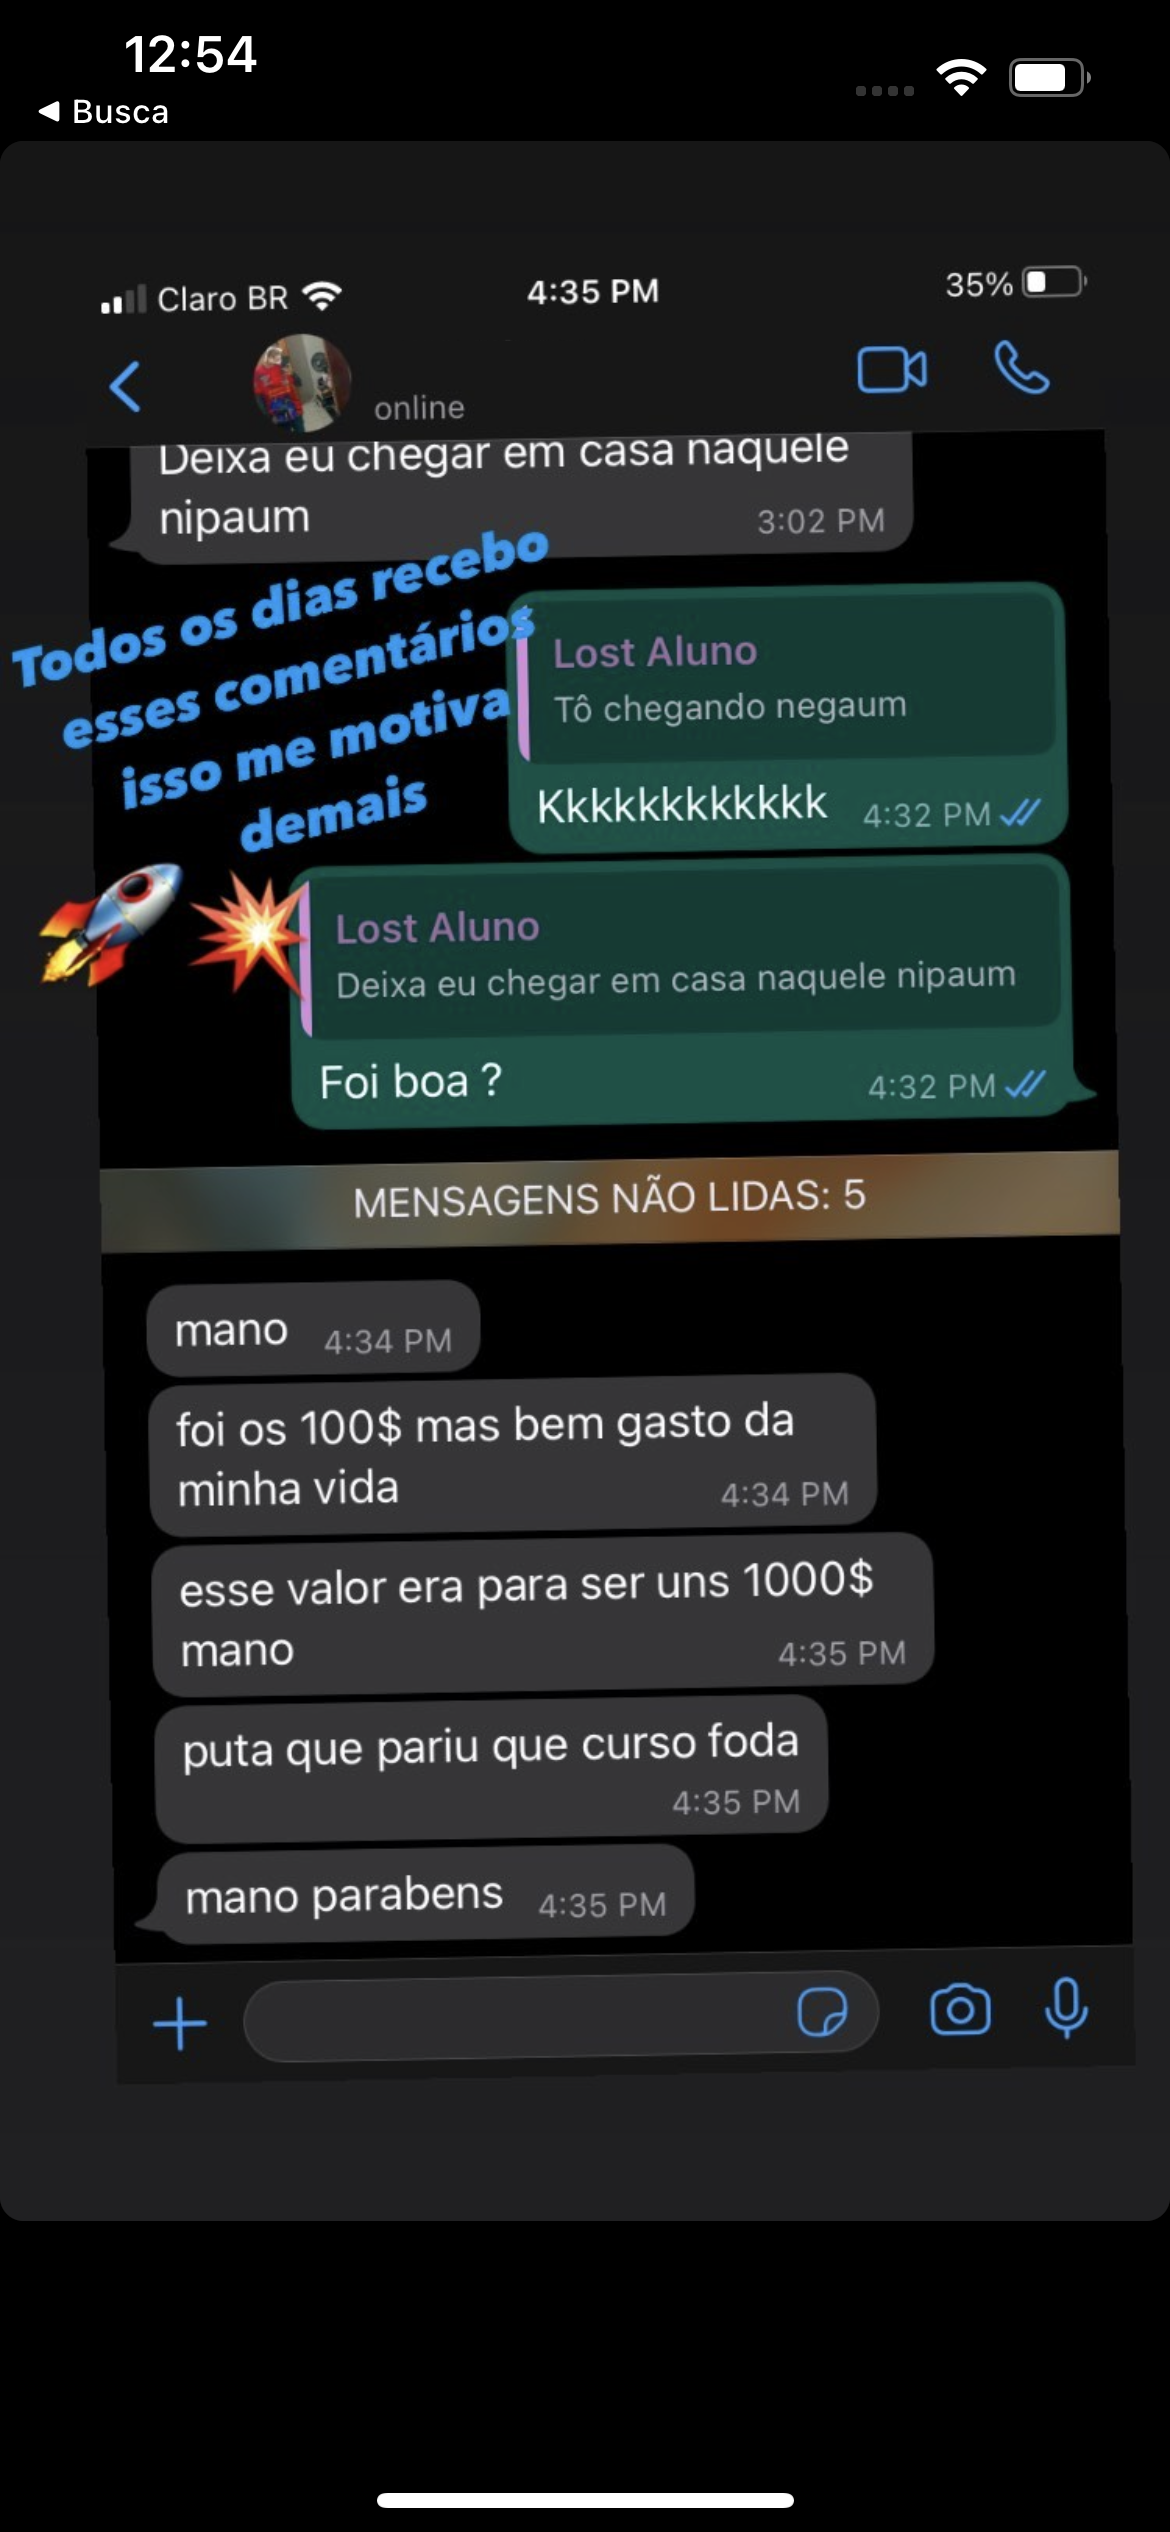 12:54
Busca
Claro BR
4:35 PM
35%
online
Deixa eu chegar em casa naquele
nipaum
3:02 PM
Todos os dias recebo
esses comentários
isso me motiva
demais
Lost Aluno
Tô chegando negaum
Kkkkkkkkkkkk 4:32 PM
Lost Aluno
Deixa eu chegar em casa naquele nipaum
Foi boa ? 4:32 PM
MENSAGENS NÃO LIDAS: 5
mano 4:34 PM
foi os 100$ mas bem gasto da
minha vida 4:34 PM
esse valor era para ser uns 1000$
mano 4:35 PM
puta que pariu que curso foda
4:35 PM
mano parabens 4:35 PM